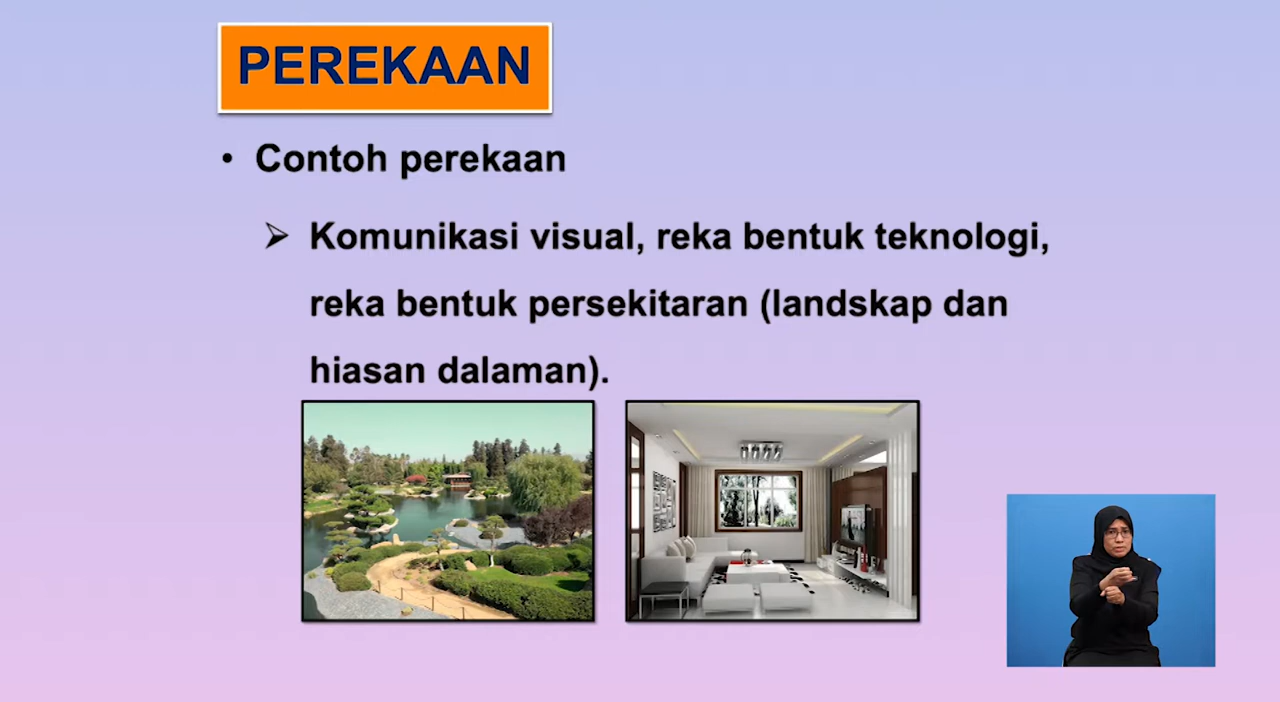 PEREKAAN
• Contoh perekaan
➢ Komunikasi visual, reka bentuk teknologi,
reka bentuk persekitaran (landskap dan
hiasan dalaman).